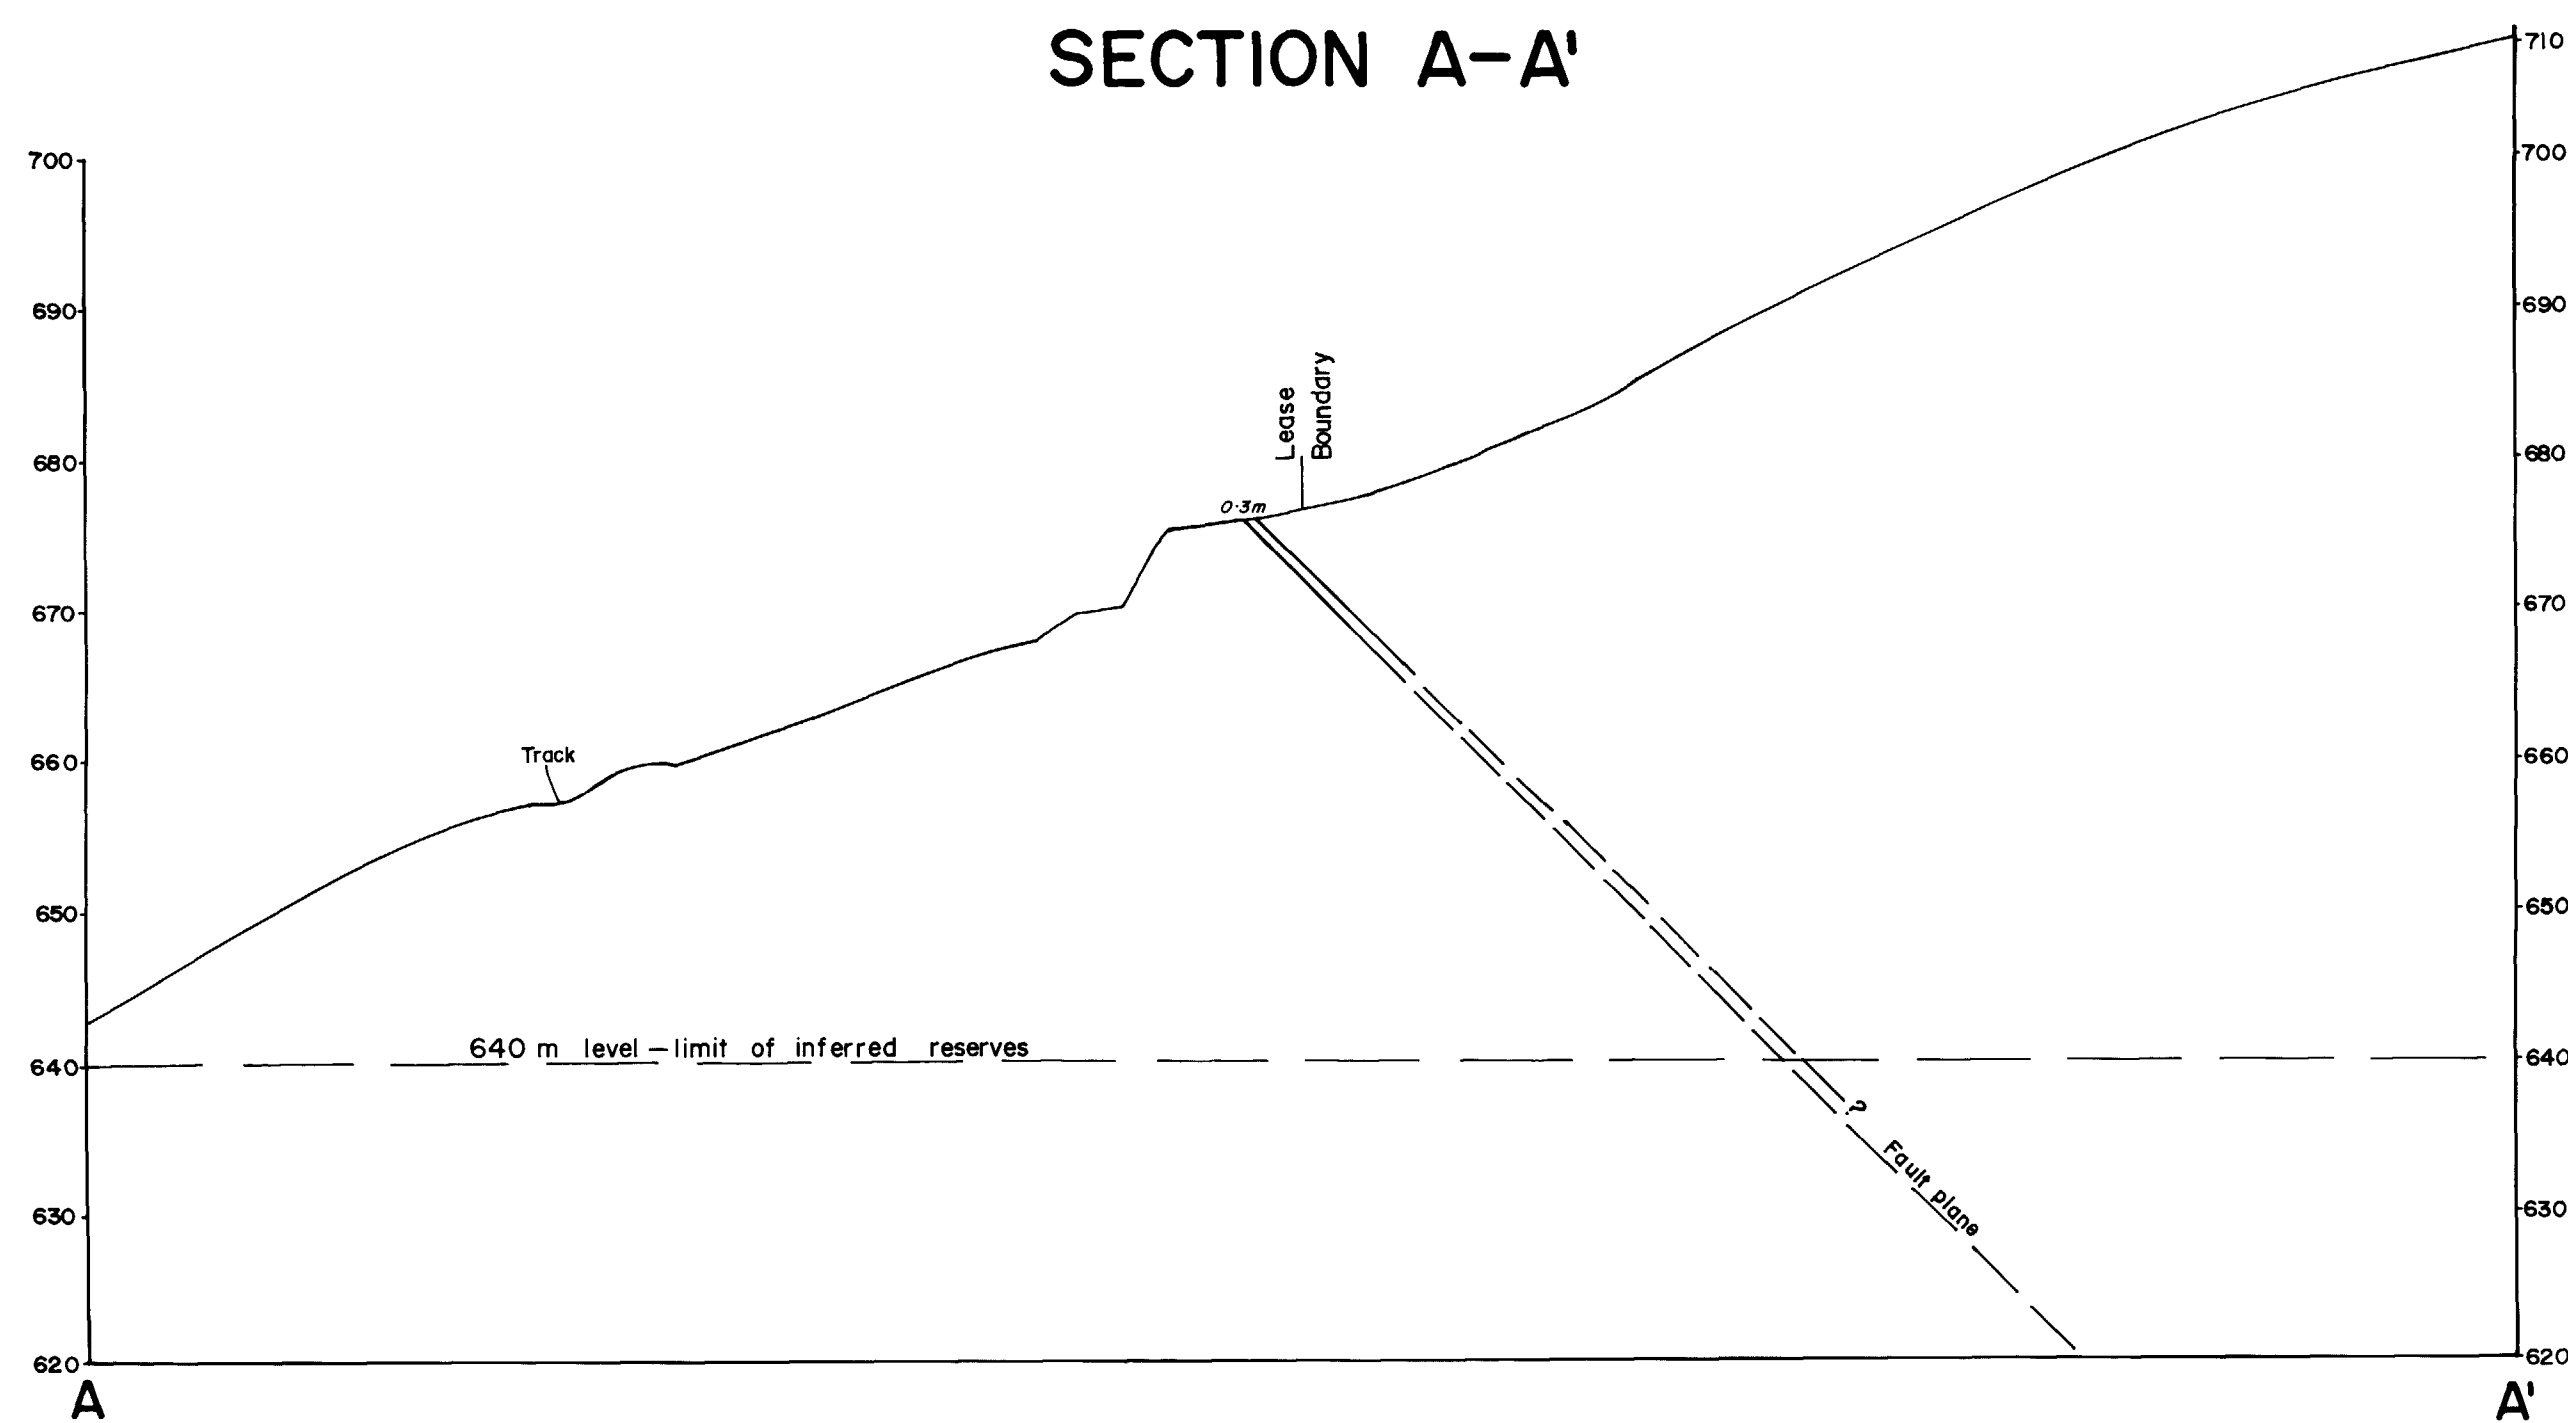 SECTION A-A'
710
700
700
690
690
Lease
Boundary
680
680
0·3m
670
670
Track
660
660
650
650
640 m level – limit of inferred reserves
640
640
?
Fault plane
630
630
620
620
A
A'